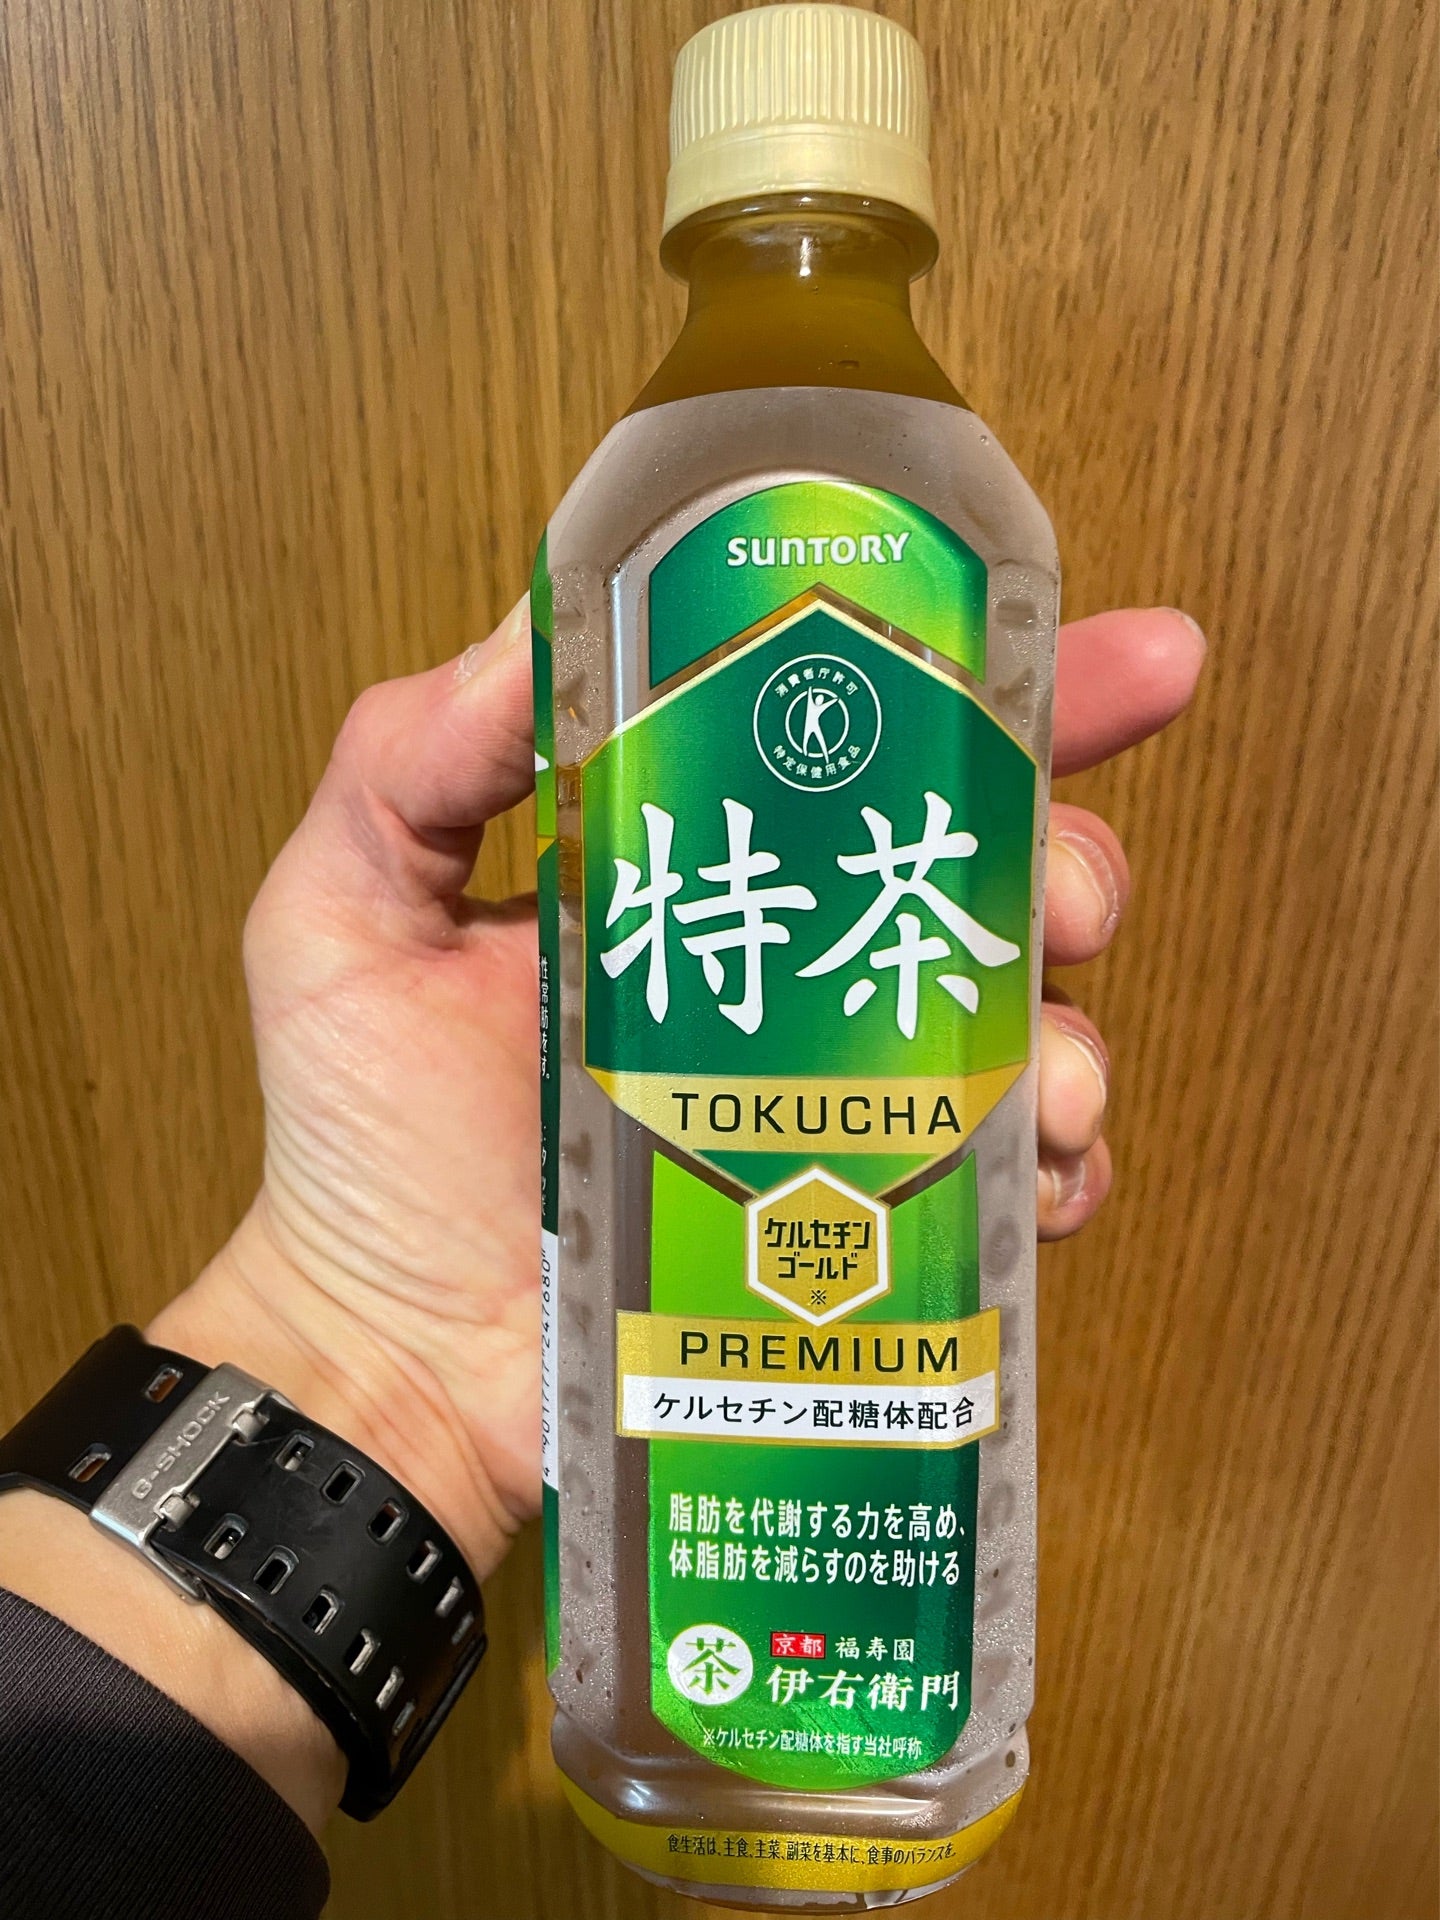 SUNTORY
消費者庁許可
特定保健用食品
特茶
TOKUCHA
ケルセチン
ゴールド
※
PREMIUM
ケルセチン配糖体配合
脂肪を代謝する力を高め、
体脂肪を減らすのを助ける
茶
京都 福寿園
伊右衛門
※ケルセチン配糖体を指す当社呼称
食生活は、主食、主菜、副菜を基本に、食事のバランスを。
4 901777 247680
G-SHOCK